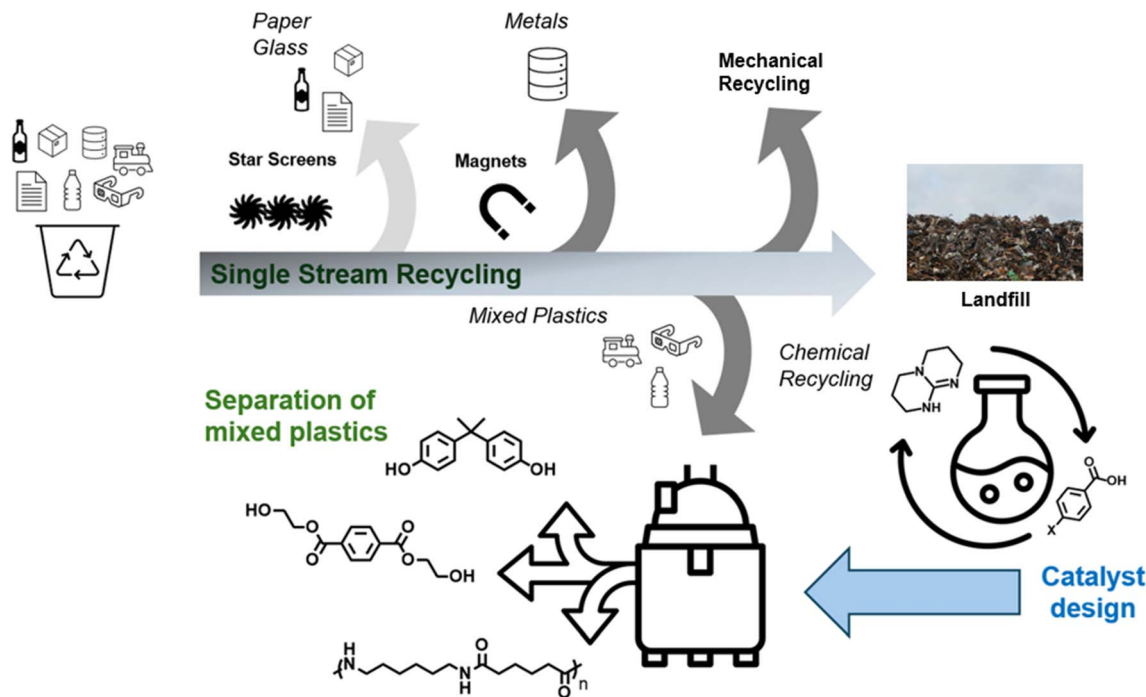 Paper
Glass
Metals
Mechanical
Recycling
Star Screens
Magnets
Single Stream Recycling
Landfill
Mixed Plastics
Chemical
Recycling
N
N
NH
O
OH
X
Separation of
mixed plastics
HO
OH
HO
O
O
O
O
OH
Catalyst
design
H
N
N
H
O
O
n